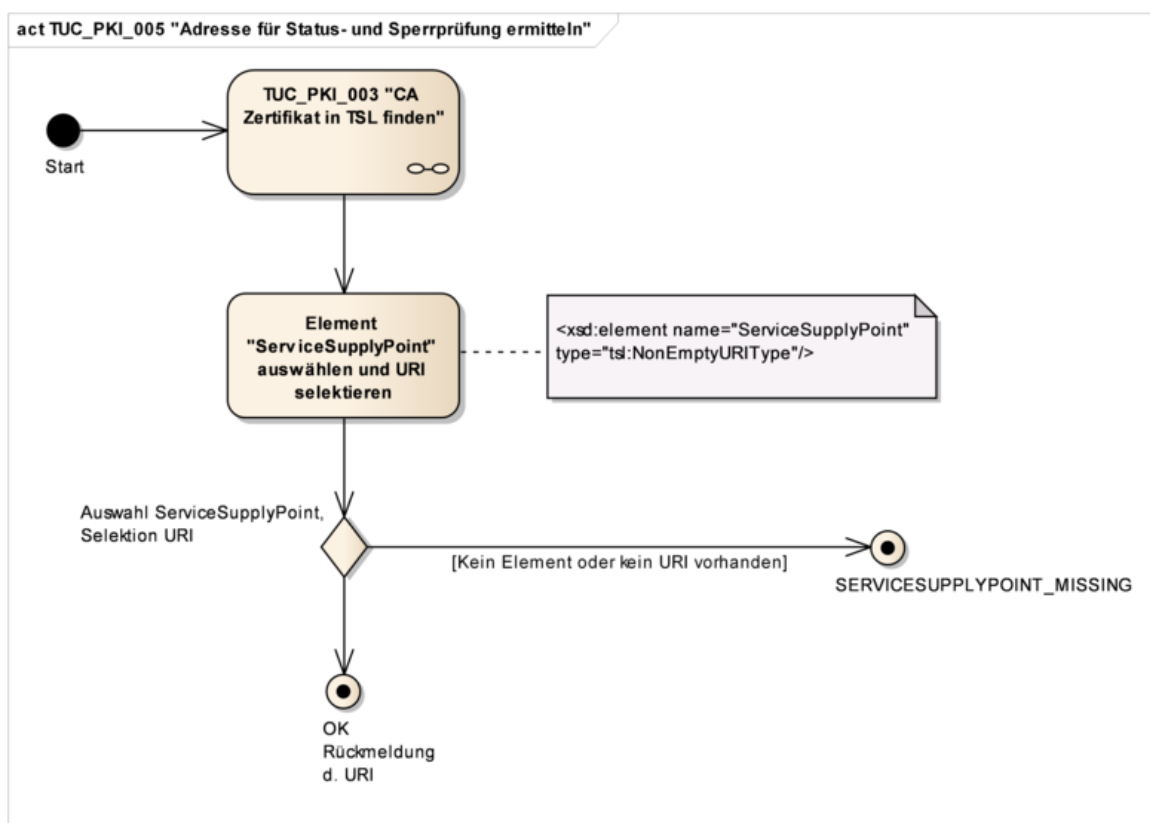 act TUC_PKI_005 "Adresse für Status- und Sperrprüfung ermitteln"
TUC_PKI_003 "CA
Zertifikat in TSL finden"
Start
Element
"ServiceSupplyPoint"
auswählen und URI
selektieren
<xsd:element name="ServiceSupplyPoint"
type="tsl:NonEmptyURIType"/>
Auswahl ServiceSupplyPoint,
Selektion URI
[Kein Element oder kein URI vorhanden]
SERVICESUPPLYPOINT_MISSING
OK
Rückmeldung
d. URI